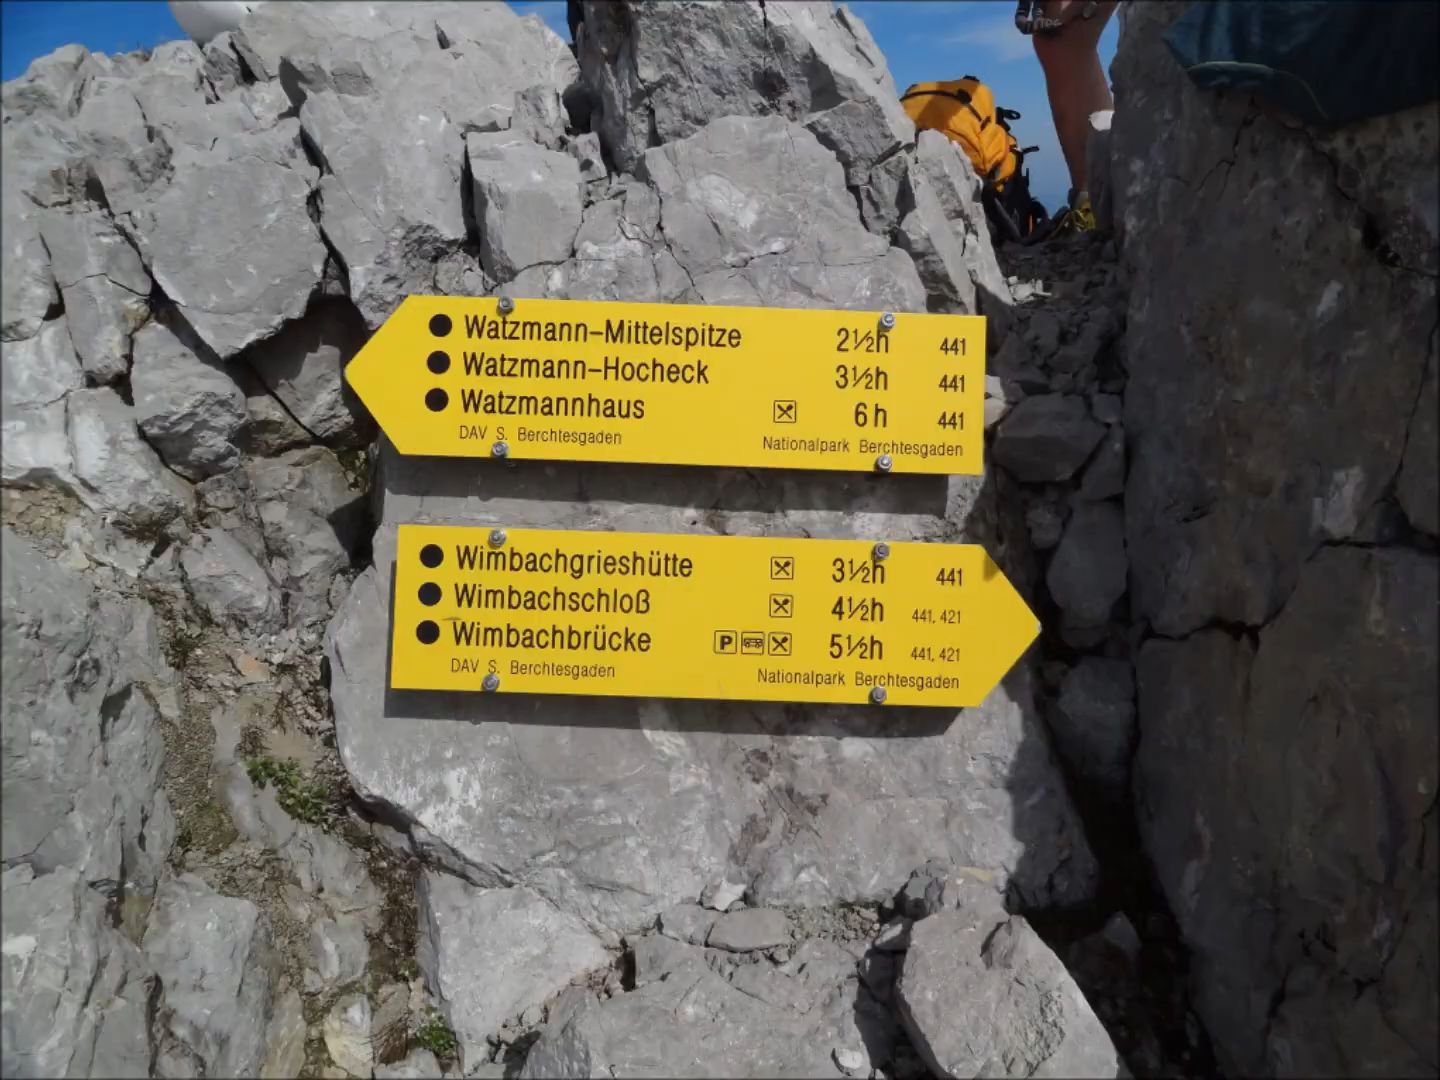 Watzmann-Mittelspitze 2½h 441
Watzmann-Hocheck 3½h 441
Watzmannhaus 6h 441
DAV S. Berchtesgaden Nationalpark Berchtesgaden
Wimbachgrieshütte 3½h 441
Wimbachschloß 4½h 441, 421
Wimbachbrücke P 5½h 441, 421
DAV S. Berchtesgaden Nationalpark Berchtesgaden